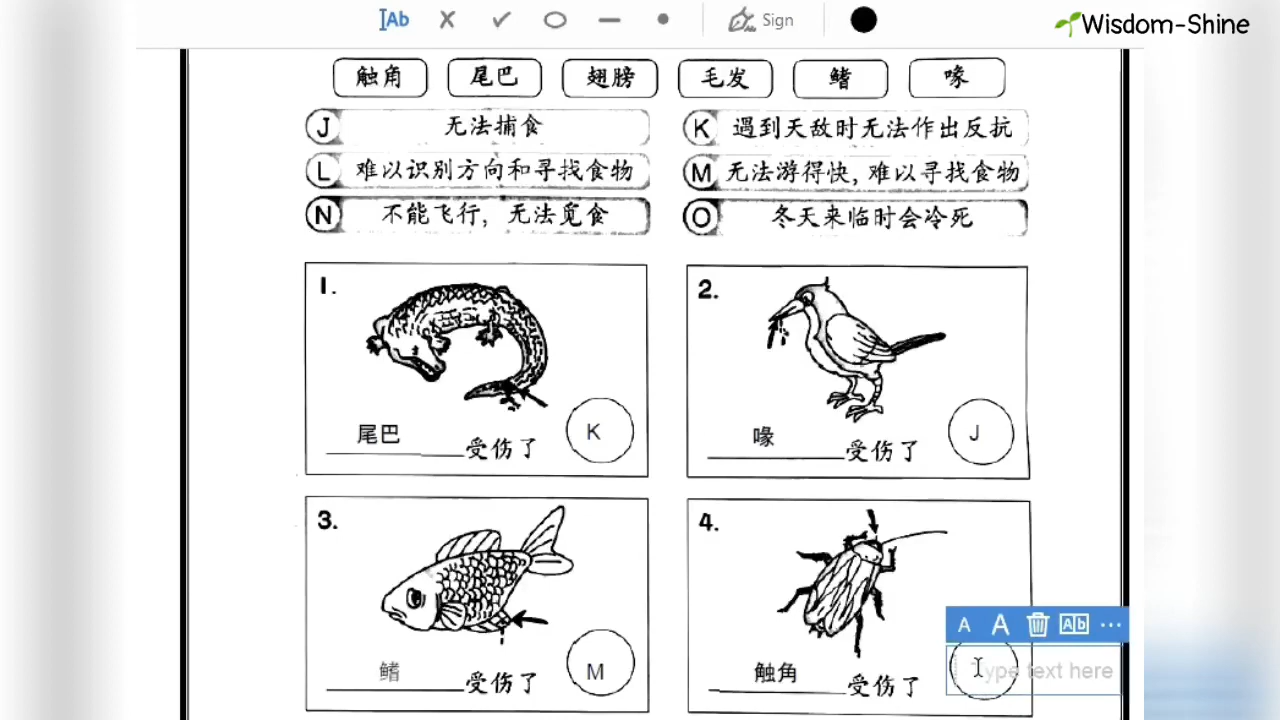 Ab
Sign
Wisdom-Shine
触角 尾巴 翅膀 毛发 鳍 喙
J 无法捕食
K 遇到天敌时无法作出反抗
L 难以识别方向和寻找食物
M 无法游得快,难以寻找食物
N 不能飞行,无法觅食
O 冬天来临时会冷死
1.
尾巴 受伤了 K
2.
喙 受伤了 J
3.
鳍 受伤了 M
4.
A A Ab ...
Type text here
触角 受伤了